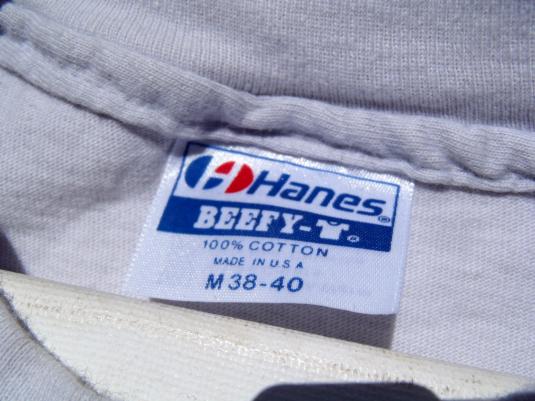 Hanes®
BEEFY-T®
100% COTTON
MADE IN U S A
M 38-40